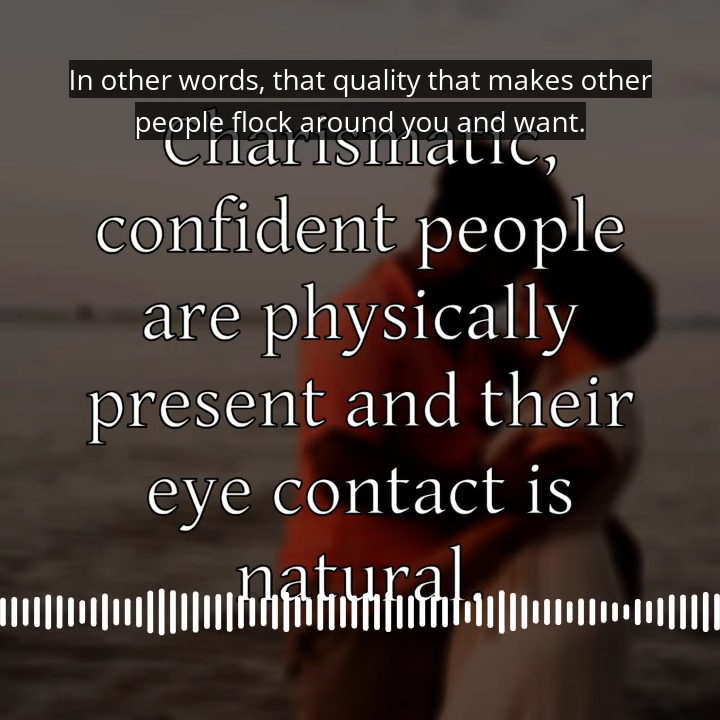 In other words, that quality that makes other
people flock around you and want.
Charismatic,
confident people
are physically
present and their
eye contact is
natural.